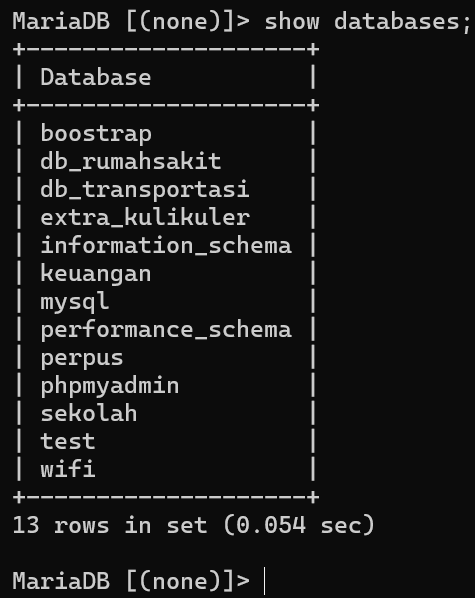 MariaDB [(none)]> show databases;
+--------------------+
| Database           |
+--------------------+
| boostrap           |
| db_rumahsakit      |
| db_transportasi    |
| extra_kulikuler    |
| information_schema |
| keuangan           |
| mysql              |
| performance_schema |
| perpus             |
| phpmyadmin         |
| sekolah            |
| test               |
| wifi               |
+--------------------+
13 rows in set (0.054 sec)
MariaDB [(none)]>